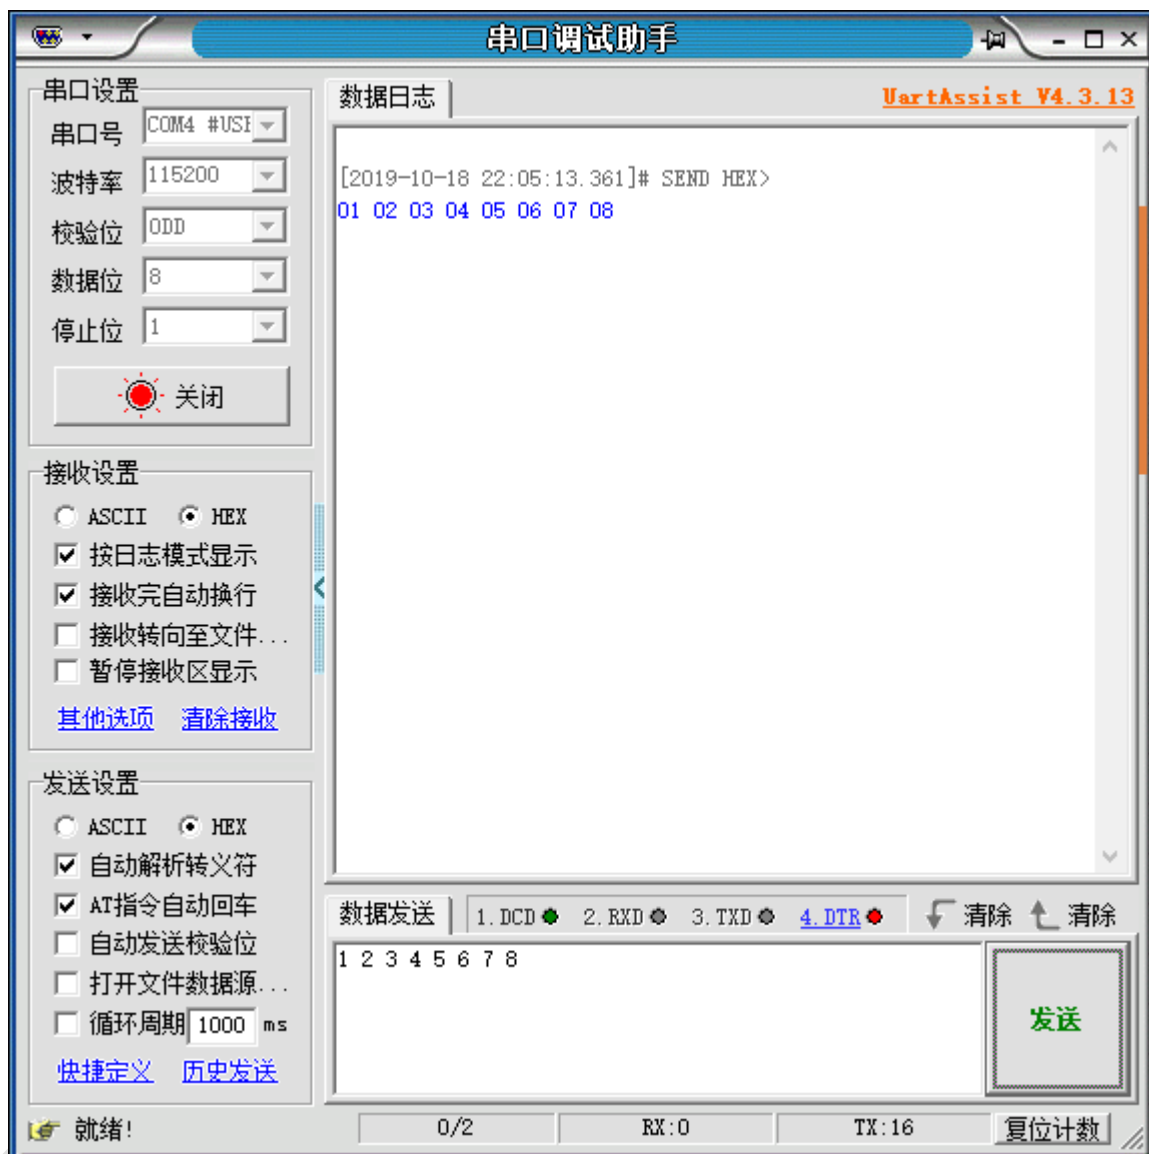 串口调试助手
串口设置
串口号 COM4 #USB
波特率 115200
校验位 ODD
数据位 8
停止位 1
关闭
接收设置
ASCII HEX
按日志模式显示
接收完自动换行
接收转向至文件...
暂停接收区显示
其他选项 清除接收
发送设置
ASCII HEX
自动解析转义符
AT指令自动回车
自动发送校验位
打开文件数据源...
循环周期 1000 ms
快捷定义 历史发送
数据日志 UartAssist V4.3.13
[2019-10-18 22:05:13.361]# SEND HEX>
01 02 03 04 05 06 07 08
数据发送 1.DCD 2.RXD 3.TXD 4.DTR 清除 清除
1 2 3 4 5 6 7 8
发送
就绪! 0/2 RX:0 TX:16 复位计数